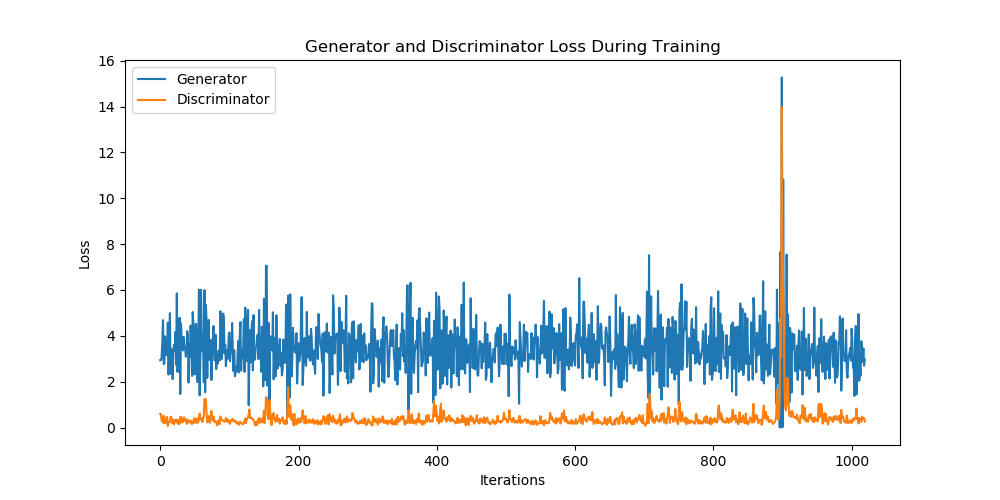 Generator and Discriminator Loss During Training
16
14
12
10
8
6
4
2
0
Loss
Generator
Discriminator
0 200 400 600 800 1000
Iterations